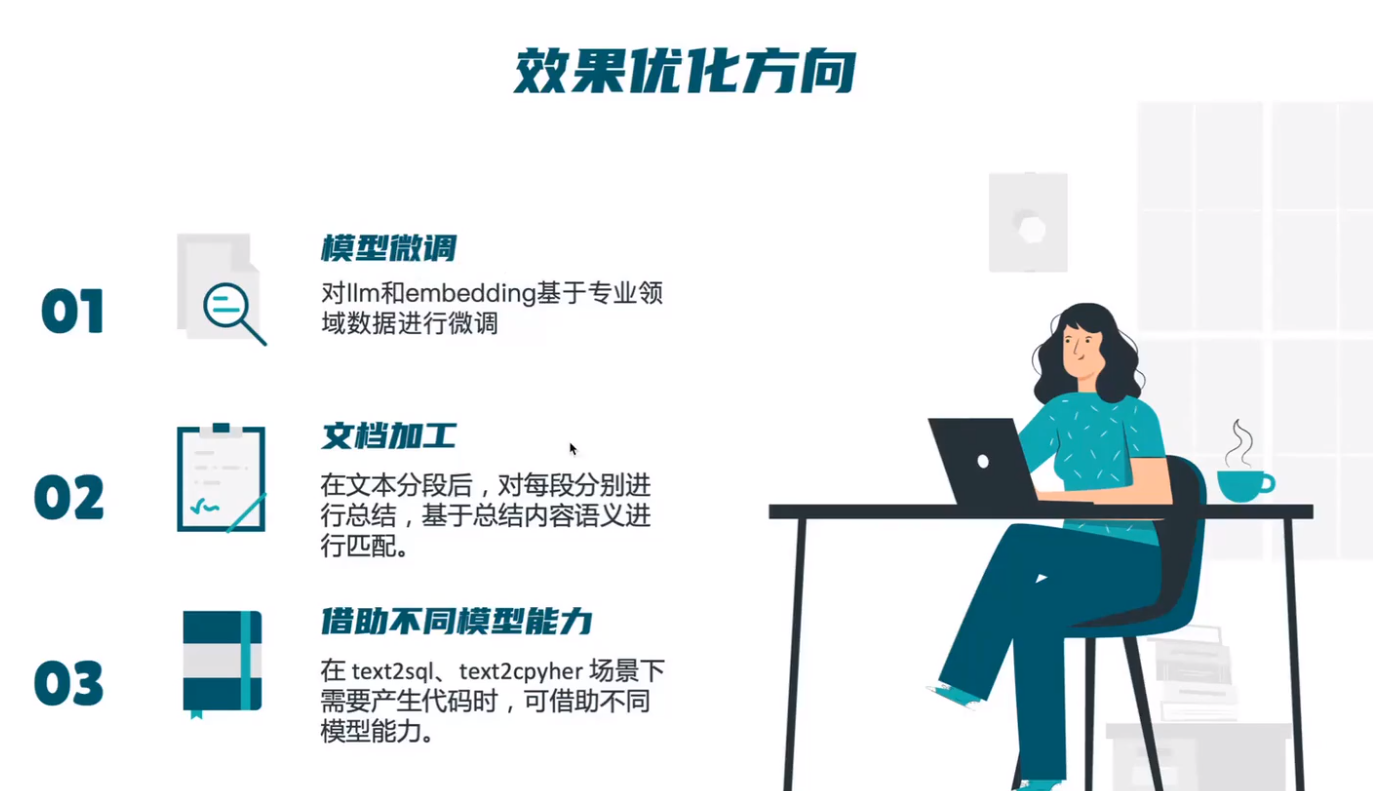 效果优化方向
01
模型微调
对llm和embedding基于专业领
域数据进行微调
02
文档加工
在文本分段后，对每段分别进
行总结，基于总结内容语义进
行匹配。
03
借助不同模型能力
在 text2sql、text2cpyher 场景下
需要产生代码时，可借助不同
模型能力。